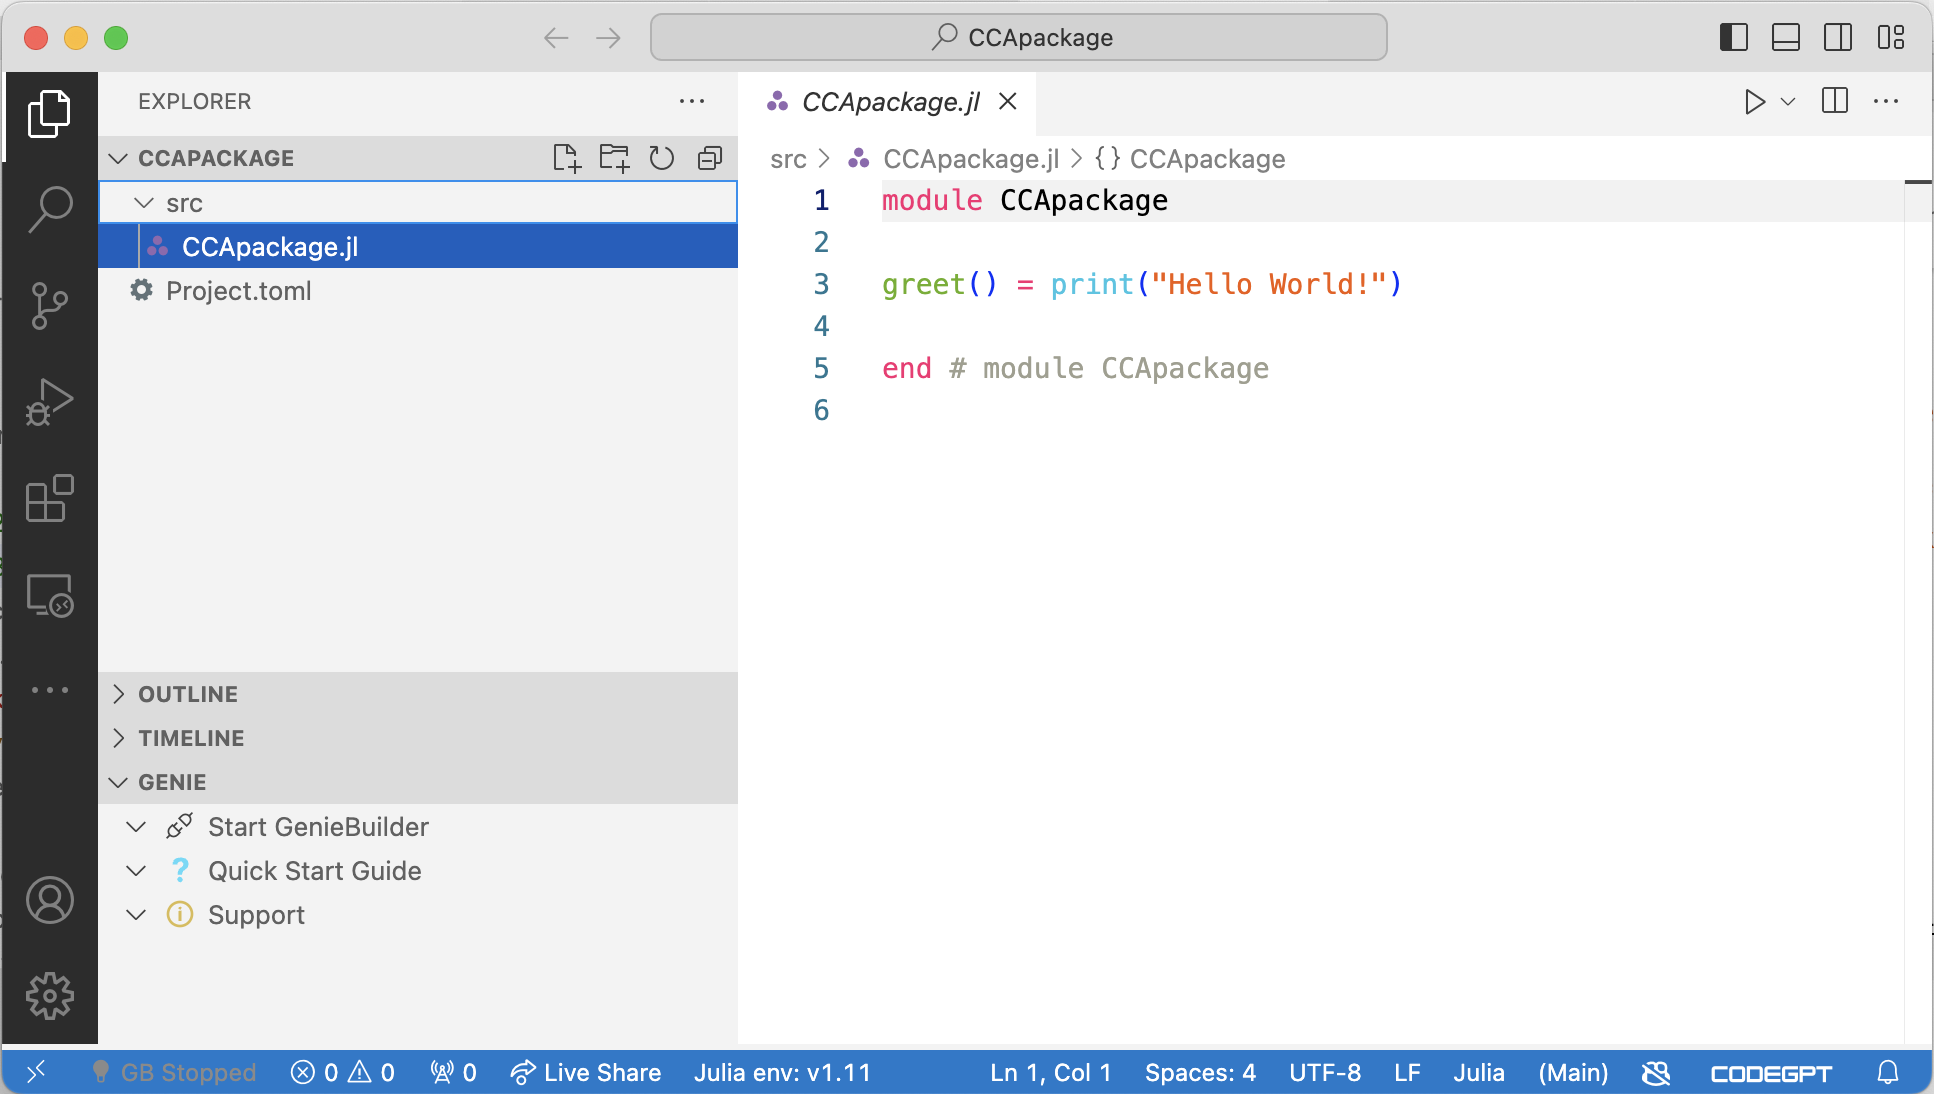 CCApackage
EXPLORER
CCAPACKAGE
src
CCApackage.jl
Project.toml
OUTLINE
TIMELINE
GENIE
Start GenieBuilder
Quick Start Guide
Support
CCApackage.jl
src > CCApackage.jl > {} CCApackage
1 module CCApackage
2
3 greet() = print("Hello World!")
4
5 end # module CCApackage
6
GB Stopped 0 0 0 Live Share Julia env: v1.11 Ln 1, Col 1 Spaces: 4 UTF-8 LF Julia (Main) CODEGPT